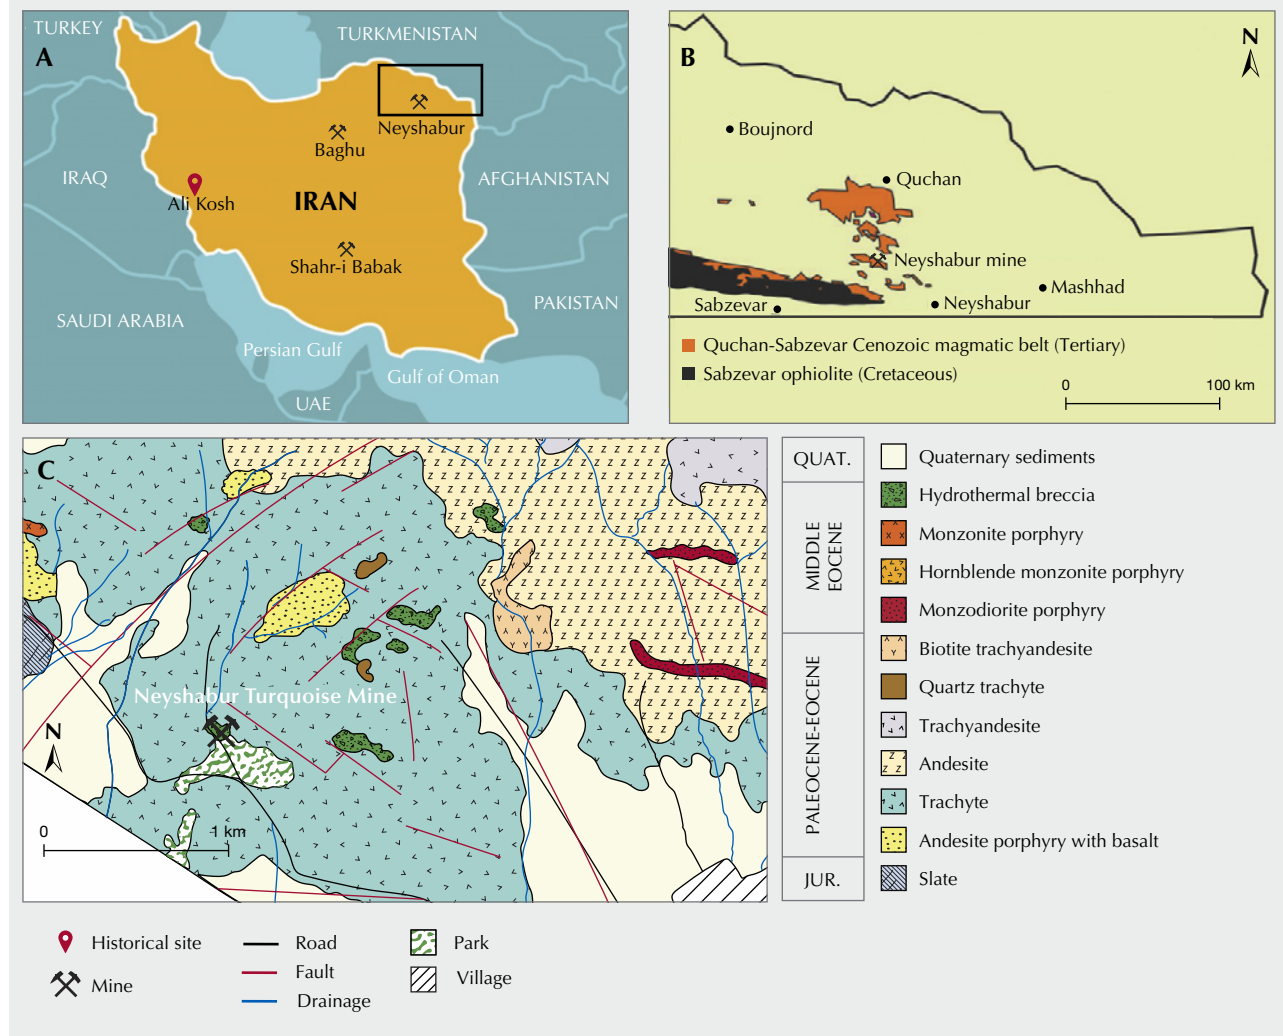 A
TURKEY
TURKMENISTAN
Neyshabur
Baghu
IRAQ
Ali Kosh
IRAN
AFGHANISTAN
Shahr-i Babak
SAUDI ARABIA
PAKISTAN
Persian Gulf
Gulf of Oman
UAE
B
N
Boujnord
Quchan
Neyshabur mine
Mashhad
Sabzevar
Neyshabur
Quchan-Sabzevar Cenozoic magmatic belt (Tertiary)
Sabzevar ophiolite (Cretaceous)
0 100 km
C
Neyshabur Turquoise Mine
N
0 1 km
QUAT.
MIDDLE
EOCENE
PALEOCENE-EOCENE
JUR.
Quaternary sediments
Hydrothermal breccia
Monzonite porphyry
Hornblende monzonite porphyry
Monzodiorite porphyry
Biotite trachyandesite
Quartz trachyte
Trachyandesite
Andesite
Trachyte
Andesite porphyry with basalt
Slate
Historical site
Mine
Road
Fault
Drainage
Park
Village